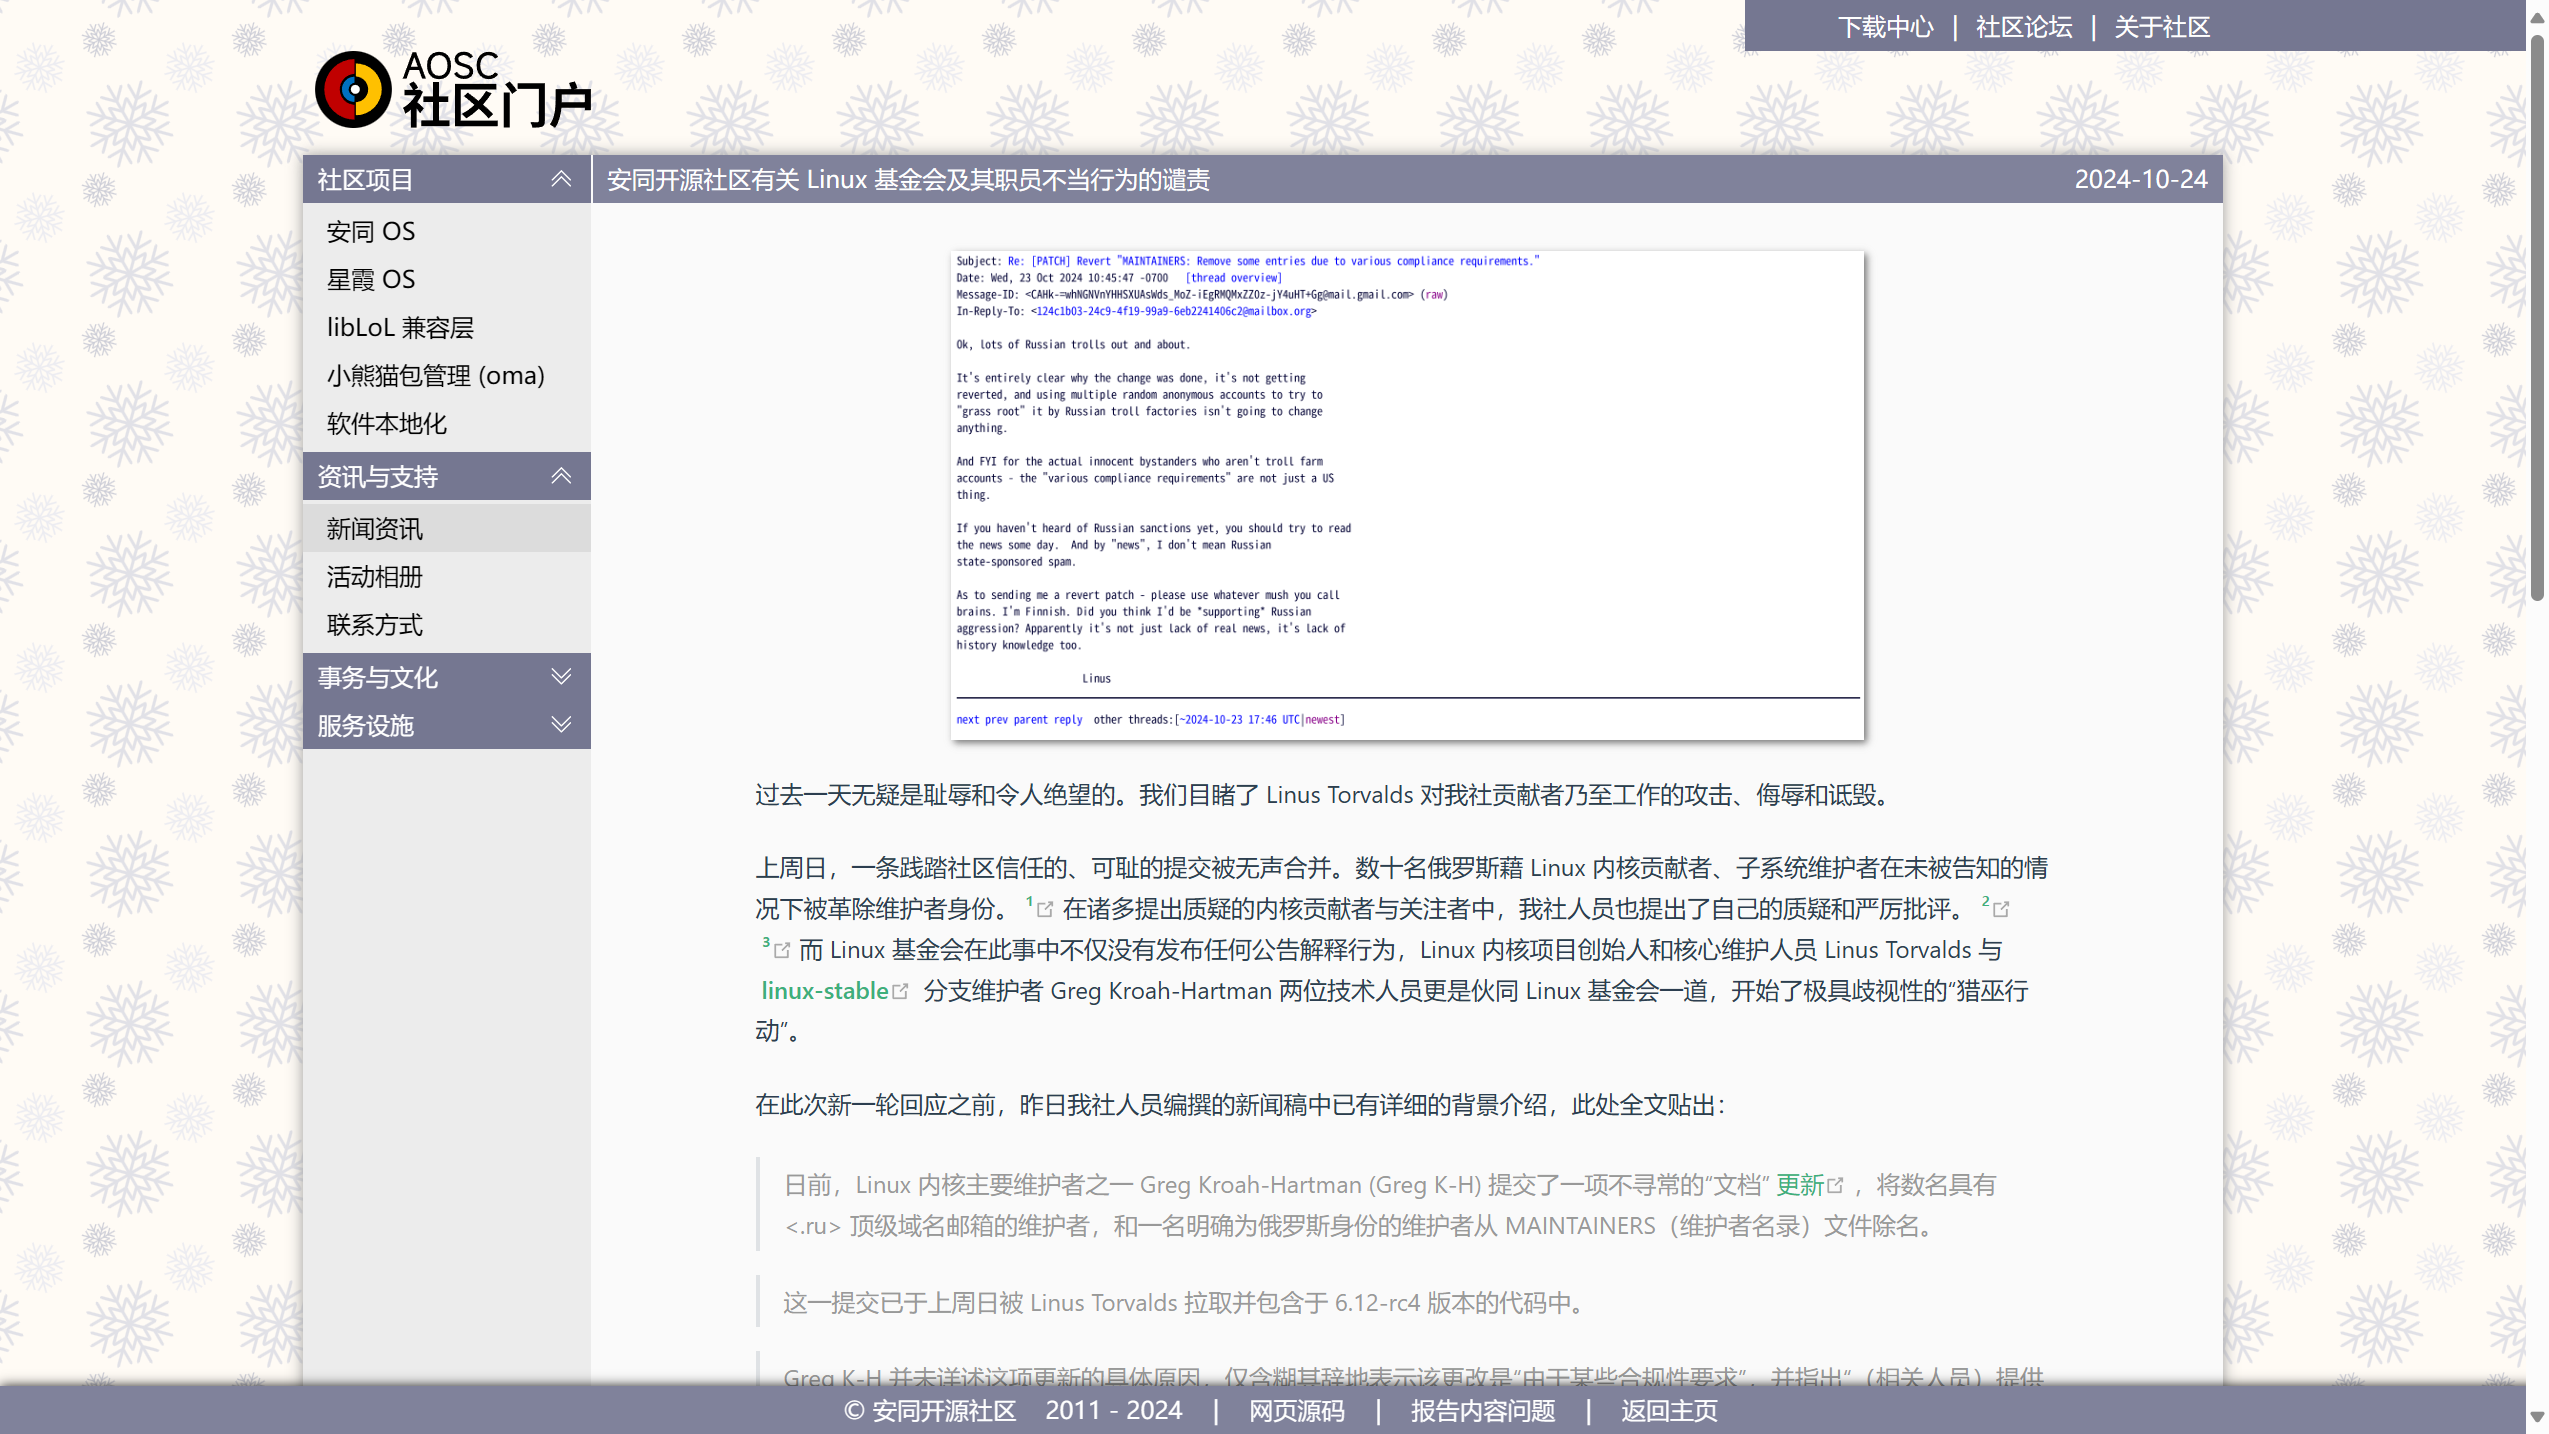 下载中心 | 社区论坛 | 关于社区
AOSC
社区门户
社区项目
安同 OS
星霞 OS
libLoL 兼容层
小熊猫包管理 (oma)
软件本地化
资讯与支持
新闻资讯
活动相册
联系方式
事务与文化
服务设施
安同开源社区有关 Linux 基金会及其职员不当行为的谴责 2024-10-24
Subject: Re: [PATCH] Revert "MAINTAINERS: Remove some entries due to various compliance requirements."
Date: Wed, 23 Oct 2024 10:45:47 -0700 [thread overview]
Message-ID: <CAHk-=whNGNVnYHHSXUAsWds_MoZ-iEgRMQMxZZ0z-jY4uHT+Gg@mail.gmail.com> (raw)
In-Reply-To: <124c1b03-24c9-4f19-99a9-6eb2241406c2@mailbox.org>
Ok, lots of Russian trolls out and about.
It's entirely clear why the change was done, it's not getting
reverted, and using multiple random anonymous accounts to try to
"grass root" it by Russian troll factories isn't going to change
anything.
And FYI for the actual innocent bystanders who aren't troll farm
accounts - the "various compliance requirements" are not just a US
thing.
If you haven't heard of Russian sanctions yet, you should try to read
the news some day.  And by "news", I don't mean Russian
state-sponsored spam.
As to sending me a revert patch - please use whatever mush you call
brains. I'm Finnish. Did you think I'd be *supporting* Russian
aggression? Apparently it's not just lack of real news, it's lack of
history knowledge too.
Linus
next prev parent reply other threads:[~2024-10-23 17:46 UTC|newest]
过去一天无疑是耻辱和令人绝望的。我们目睹了 Linus Torvalds 对我社贡献者乃至工作的攻击、侮辱和诋毁。
上周日，一条践踏社区信任的、可耻的提交被无声合并。数十名俄罗斯藉 Linux 内核贡献者、子系统维护者在未被告知的情
况下被革除维护者身份。 1 在诸多提出质疑的内核贡献者与关注者中，我社人员也提出了自己的质疑和严厉批评。 2
3 而 Linux 基金会在此事中不仅没有发布任何公告解释行为，Linux 内核项目创始人和核心维护人员 Linus Torvalds 与
linux-stable 分支维护者 Greg Kroah-Hartman 两位技术人员更是伙同 Linux 基金会一道，开始了极具歧视性的“猎巫行
动”。
在此次新一轮回应之前，昨日我社人员编撰的新闻稿中已有详细的背景介绍，此处全文贴出：
日前，Linux 内核主要维护者之一 Greg Kroah-Hartman (Greg K-H) 提交了一项不寻常的“文档” 更新 ，将数名具有
<.ru> 顶级域名邮箱的维护者，和一名明确为俄罗斯身份的维护者从 MAINTAINERS（维护者名录）文件除名。
这一提交已于上周日被 Linus Torvalds 拉取并包含于 6.12-rc4 版本的代码中。
Greg K-H 并未详述这项更新的具体原因，仅含糊其辞地表示该更改是“由于某些合规性要求”，并指出“（相关人员）提供
© 安同开源社区 2011 - 2024 | 网页源码 | 报告内容问题 | 返回主页